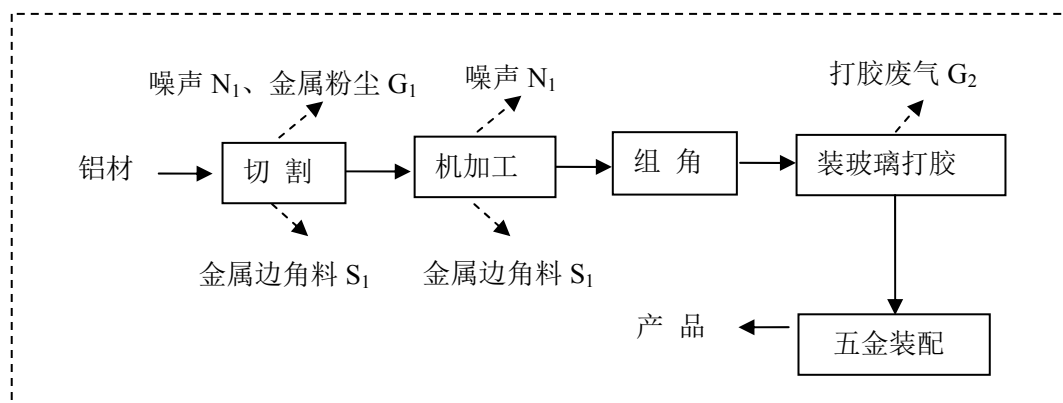 噪声 N₁、金属粉尘 G₁
噪声 N₁
打胶废气 G₂
铝材
切 割
机加工
组 角
装玻璃打胶
金属边角料 S₁
金属边角料 S₁
产 品
五金装配